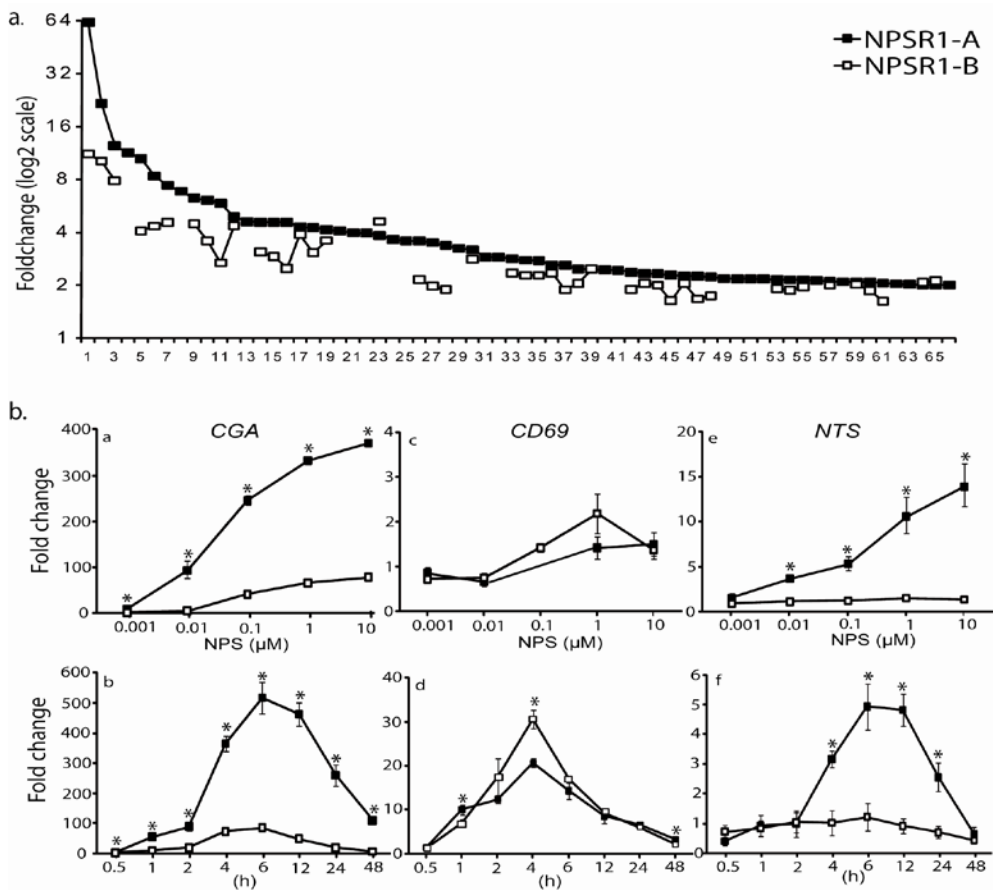 a.
64
32
16
8
4
2
1
Foldchange (log2 scale)
NPSR1-A
NPSR1-B
1 3 5 7 9 11 13 15 17 19 21 23 25 27 29 31 33 35 37 39 41 43 45 47 49 51 53 55 57 59 61 63 65
b.
a
CGA
400
300
200
100
0
Fold change
*
*
*
*
*
0.001 0.01 0.1 1 10
NPS (µM)
c
CD69
4
3
2
1
0
0.001 0.01 0.1 1 10
NPS (µM)
e
NTS
20
15
10
5
0
*
*
*
*
0.001 0.01 0.1 1 10
NPS (µM)
b
600
500
400
300
200
100
0
Fold change
*
*
*
*
*
*
*
*
0.5 1 2 4 6 12 24 48
(h)
d
40
30
20
10
0
*
*
*
0.5 1 2 4 6 12 24 48
(h)
f
6
5
4
3
2
1
0
*
*
*
*
0.5 1 2 4 6 12 24 48
(h)